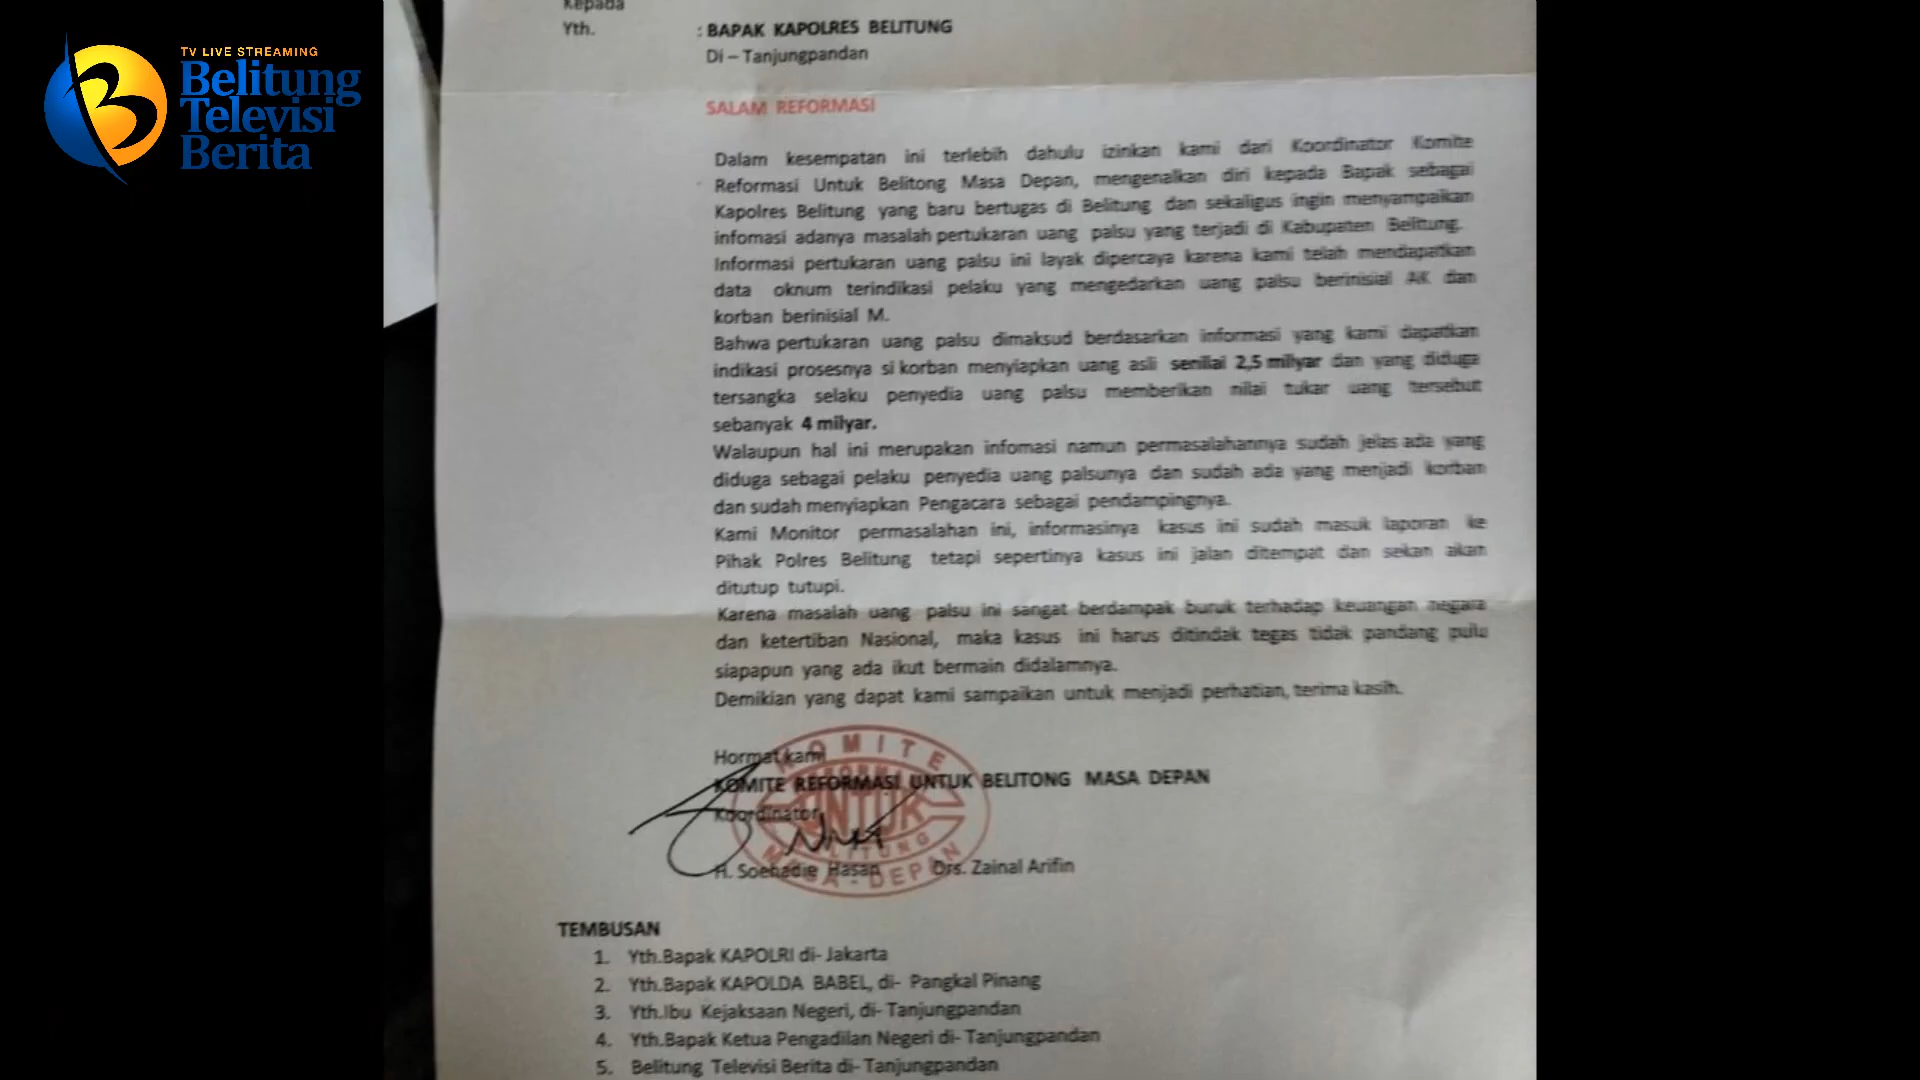 TV LIVE STREAMING
Belitung
Televisi
Berita
Kepada
Yth. : BAPAK KAPOLRES BELITUNG
Di – Tanjungpandan
SALAM REFORMASI
Dalam kesempatan ini terlebih dahulu izinkan kami dari Koordinator Komite
Reformasi Untuk Belitong Masa Depan, mengenalkan diri kepada Bapak sebagai
Kapolres Belitung yang baru bertugas di Belitung dan sekaligus ingin menyampaikan
infomasi adanya masalah pertukaran uang palsu yang terjadi di Kabupaten Belitung.
Informasi pertukaran uang palsu ini layak dipercaya karena kami telah mendapatkan
data oknum terindikasi pelaku yang mengedarkan uang palsu berinisial AK dan
korban berinisial M.
Bahwa pertukaran uang palsu dimaksud berdasarkan informasi yang kami dapatkan
indikasi prosesnya si korban menyiapkan uang asli senilai 2,5 milyar dan yang diduga
tersangka selaku penyedia uang palsu memberikan nilai tukar uang tersebut
sebanyak 4 milyar.
Walaupun hal ini merupakan infomasi namun permasalahannya sudah jelas ada yang
diduga sebagai pelaku penyedia uang palsunya dan sudah ada yang menjadi korban
dan sudah menyiapkan Pengacara sebagai pendampingnya.
Kami Monitor permasalahan ini, informasinya kasus ini sudah masuk laporan ke
Pihak Polres Belitung tetapi sepertinya kasus ini jalan ditempat dan sekan akan
ditutup tutupi.
Karena masalah uang palsu ini sangat berdampak buruk terhadap keuangan negara
dan ketertiban Nasional, maka kasus ini harus ditindak tegas tidak pandang pulu
siapapun yang ada ikut bermain didalamnya.
Demikian yang dapat kami sampaikan untuk menjadi perhatian, terima kasih.
Hormat kami
KOMITE REFORMASI UNTUK BELITONG MASA DEPAN
Koordinator
KOMITE
UNTUK
BELITUNG
MASA - DEPAN
H. Soehadie Hasan Drs. Zainal Arifin
TEMBUSAN
1. Yth.Bapak KAPOLRI di- Jakarta
2. Yth.Bapak KAPOLDA BABEL, di- Pangkal Pinang
3. Yth.Ibu Kejaksaan Negeri, di- Tanjungpandan
4. Yth.Bapak Ketua Pengadilan Negeri di- Tanjungpandan
5. Belitung Televisi Berita di- Tanjungpandan